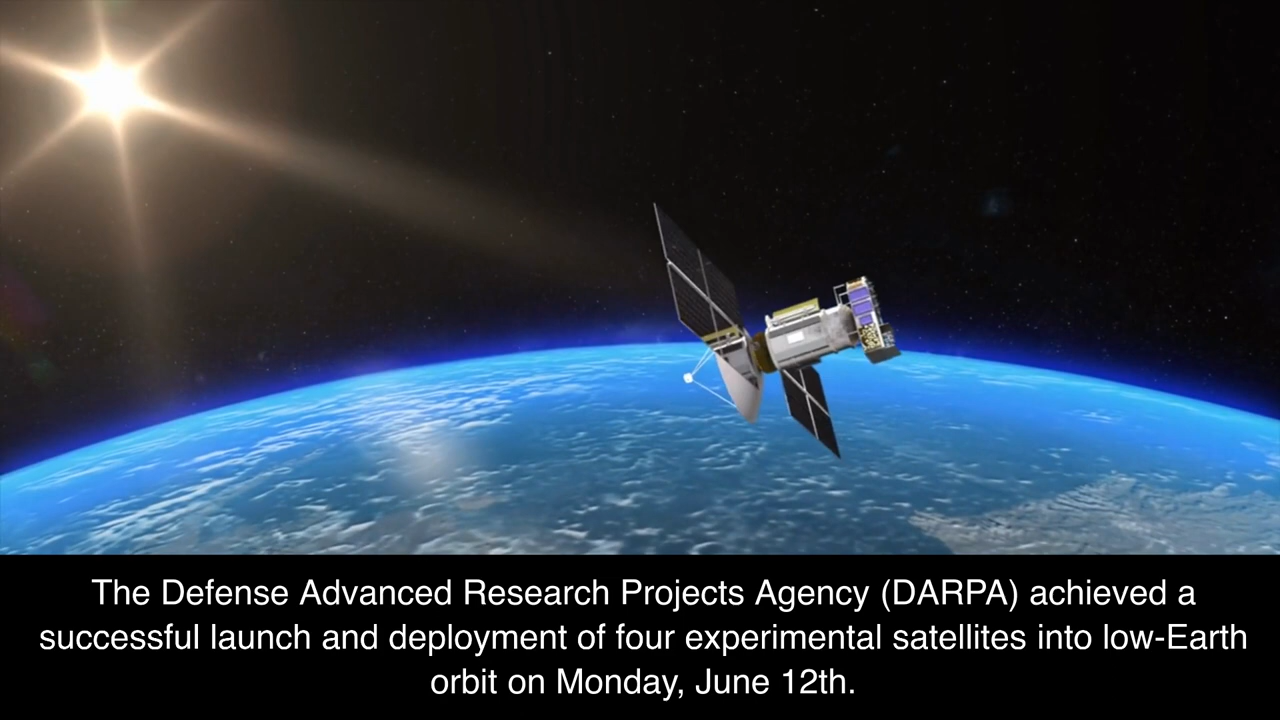 The Defense Advanced Research Projects Agency (DARPA) achieved a
successful launch and deployment of four experimental satellites into low-Earth
orbit on Monday, June 12th.